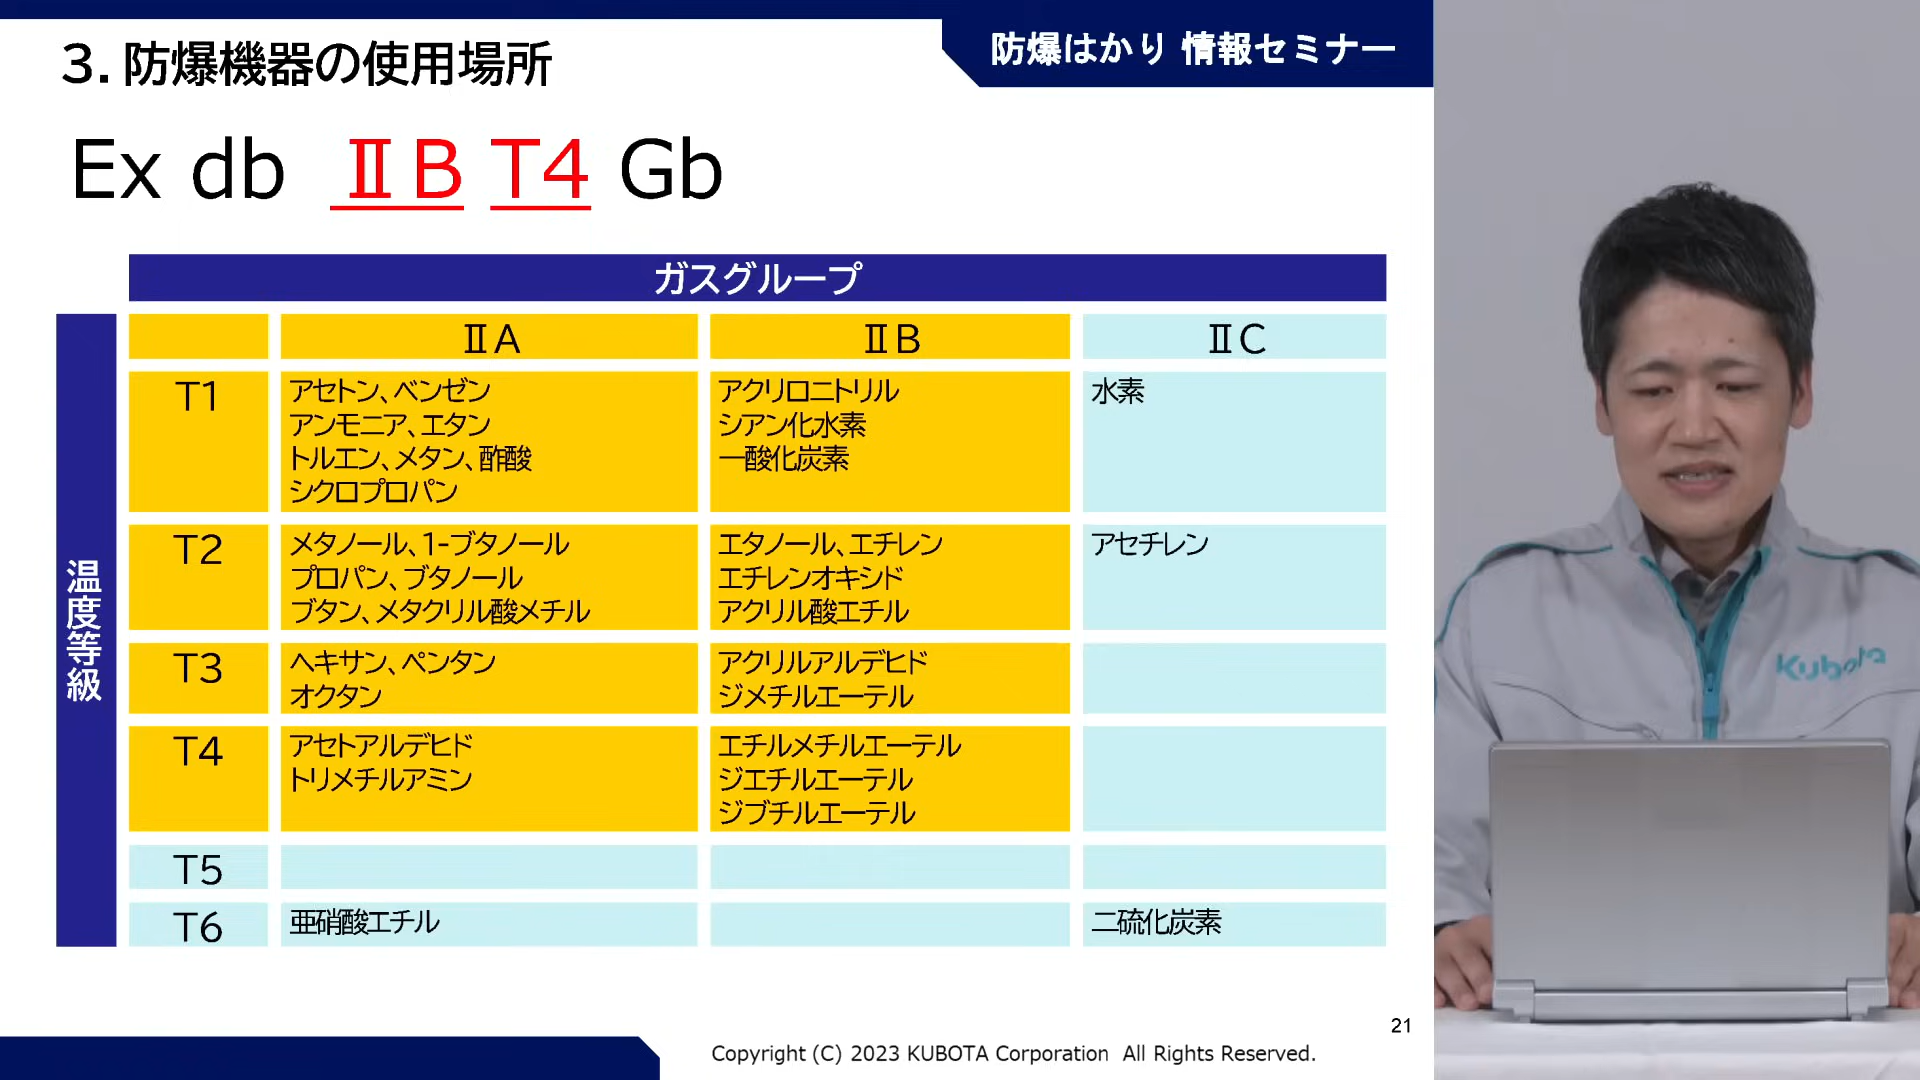 3. 防爆機器の使用場所
防爆はかり 情報セミナー
Ex db ⅡB T4 Gb
ガスグループ
温度等級
ⅡA ⅡB ⅡC
T1
アセトン、ベンゼン
アンモニア、エタン
トルエン、メタン、酢酸
シクロプロパン
アクリロニトリル
シアン化水素
一酸化炭素
水素
T2
メタノール、1-ブタノール
プロパン、ブタノール
ブタン、メタクリル酸メチル
エタノール、エチレン
エチレンオキシド
アクリル酸エチル
アセチレン
T3
ヘキサン、ペンタン
オクタン
アクリルアルデヒド
ジメチルエーテル
T4
アセトアルデヒド
トリメチルアミン
エチルメチルエーテル
ジエチルエーテル
ジブチルエーテル
T5
T6
亜硝酸エチル
二硫化炭素
21
Copyright (C) 2023 KUBOTA Corporation All Rights Reserved.
Kubota